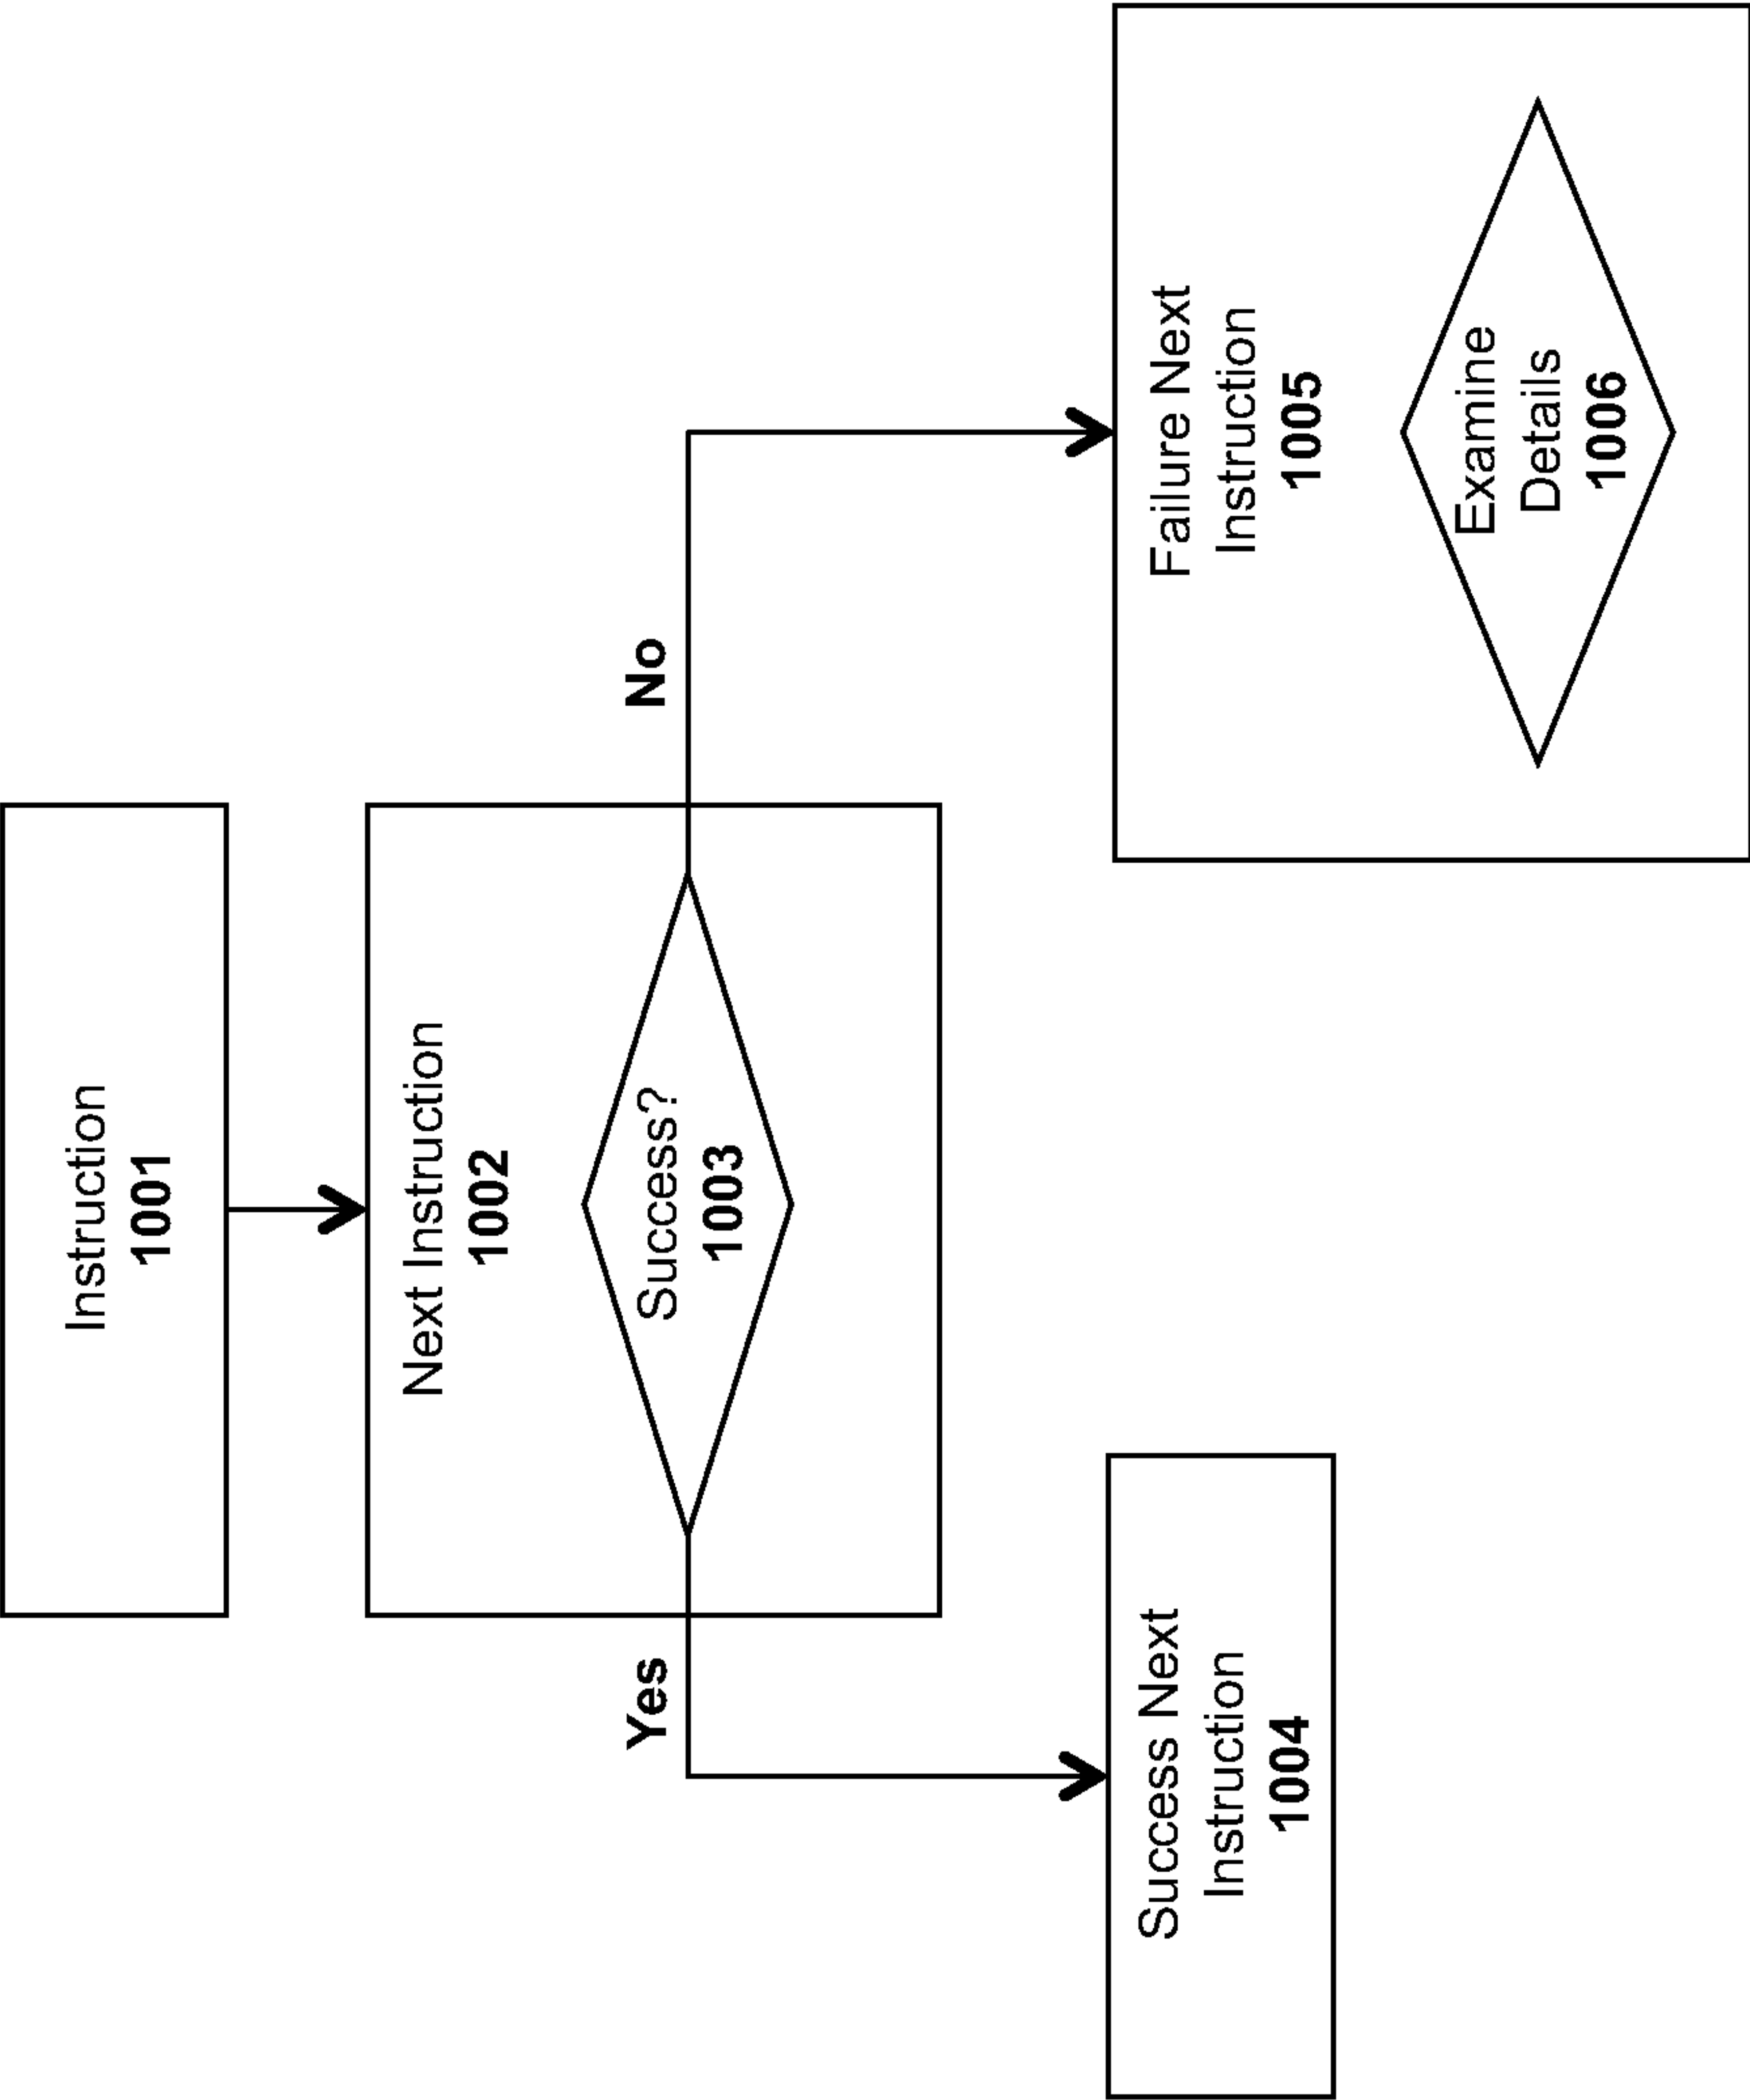 Instruction
1001
Next Instruction
1002
Success?
1003
Yes
No
Success Next
Instruction
1004
Failure Next
Instruction
1005
Examine
Details
1006